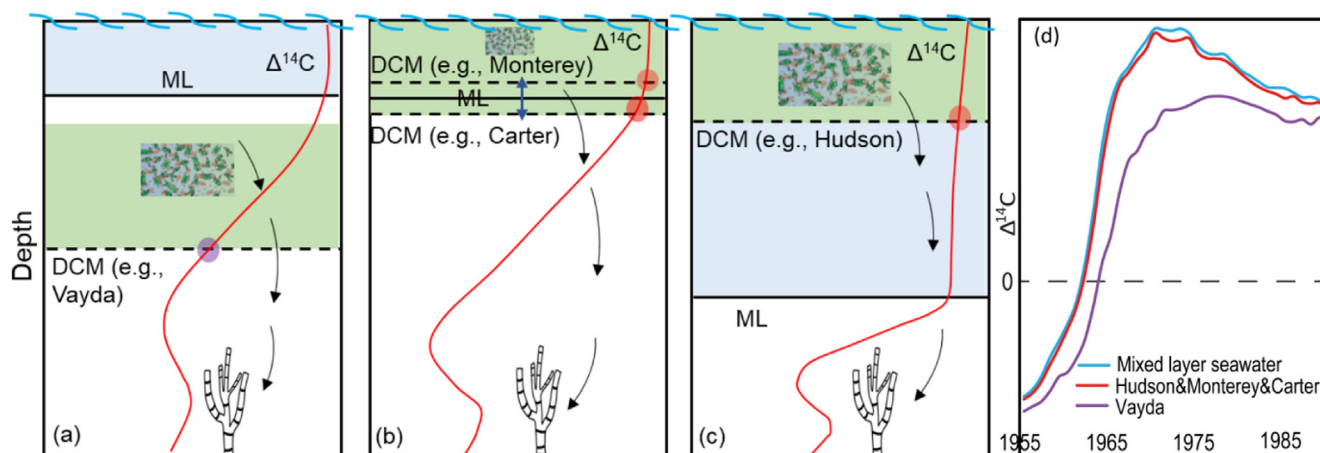 Depth
Δ¹⁴C
ML
DCM (e.g.,
Vayda)
(a)
Δ¹⁴C
DCM (e.g., Monterey)
ML
DCM (e.g., Carter)
(b)
Δ¹⁴C
DCM (e.g., Hudson)
ML
(c)
(d)
Δ¹⁴C
0
Mixed layer seawater
Hudson&Monterey&Carter
Vayda
1955 1965 1975 1985